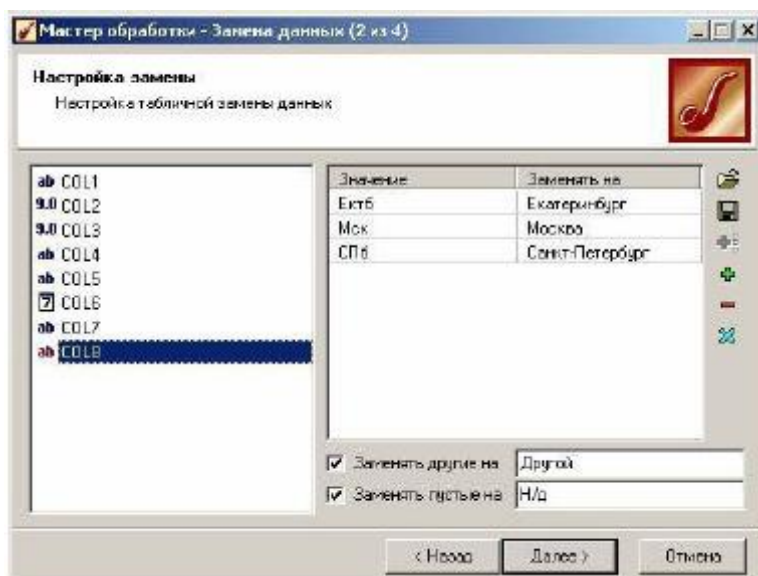 Мастер обработки - Замена данных (2 из 4)
Настройка замены
Настройка табличной замены данных
ab COL1
9.0 COL2
9.0 COL3
ab COL4
ab COL5
7 COL6
ab COL7
ab COL8
Значение Заменять на
Ектб Екатеринбург
Мск Москва
СПб Санкт-Петербург
Заменять другие на Другой
Заменять пустые на Н/д
< Назад Далее > Отмена